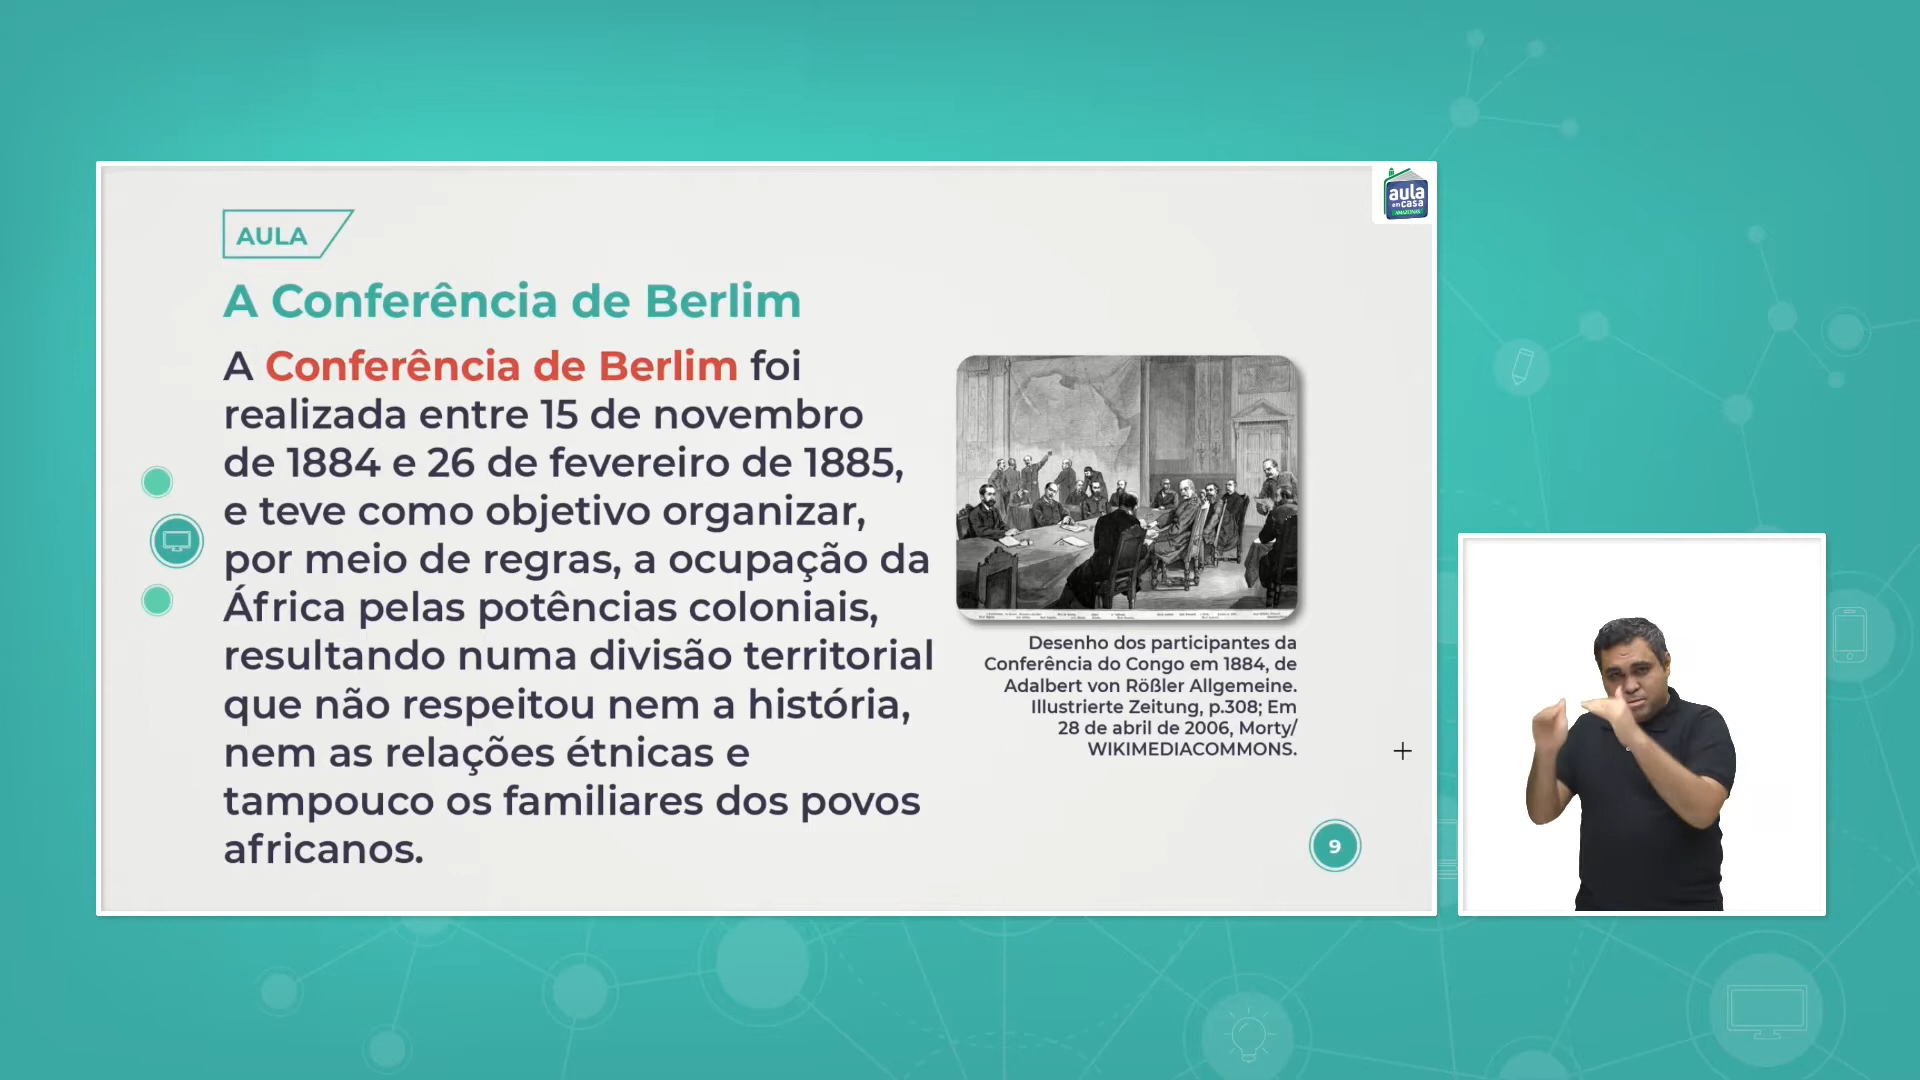 aula
em casa
AMAZONAS
AULA
A Conferência de Berlim
A Conferência de Berlim foi
realizada entre 15 de novembro
de 1884 e 26 de fevereiro de 1885,
e teve como objetivo organizar,
por meio de regras, a ocupação da
África pelas potências coloniais,
resultando numa divisão territorial
que não respeitou nem a história,
nem as relações étnicas e
tampouco os familiares dos povos
africanos.
Desenho dos participantes da
Conferência do Congo em 1884, de
Adalbert von Rößler Allgemeine.
Illustrierte Zeitung, p.308; Em
28 de abril de 2006, Morty/
WIKIMEDIACOMMONS.
9